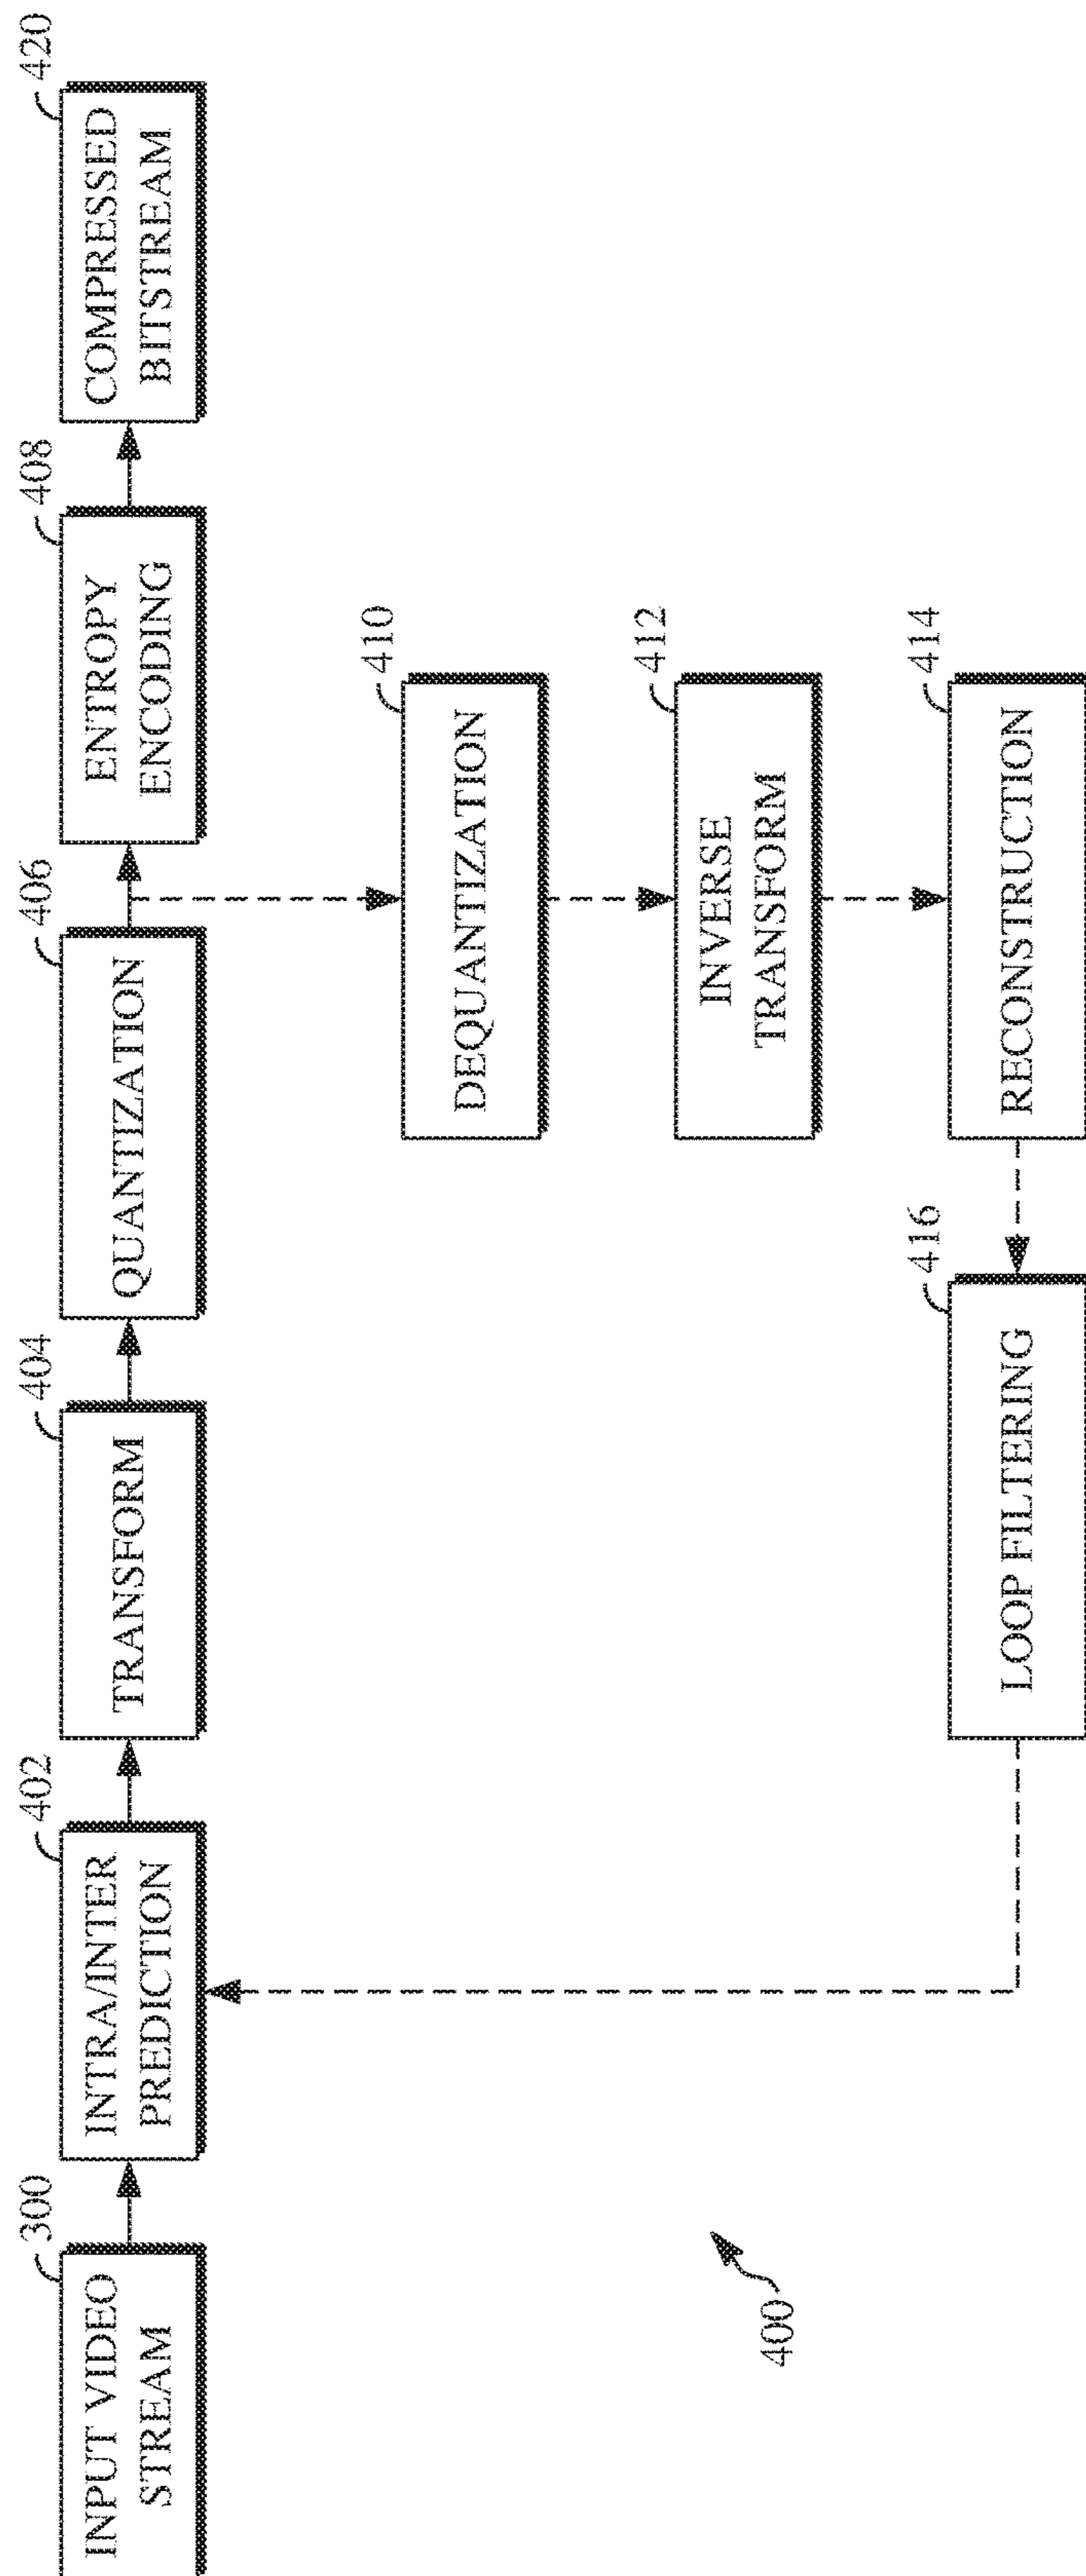 300
INPUT VIDEO
STREAM
402
INTRA/INTER
PREDICTION
404
TRANSFORM
406
QUANTIZATION
408
ENTROPY
ENCODING
420
COMPRESSED
BITSTREAM
410
DEQUANTIZATION
412
INVERSE
TRANSFORM
414
RECONSTRUCTION
416
LOOP FILTERING
400